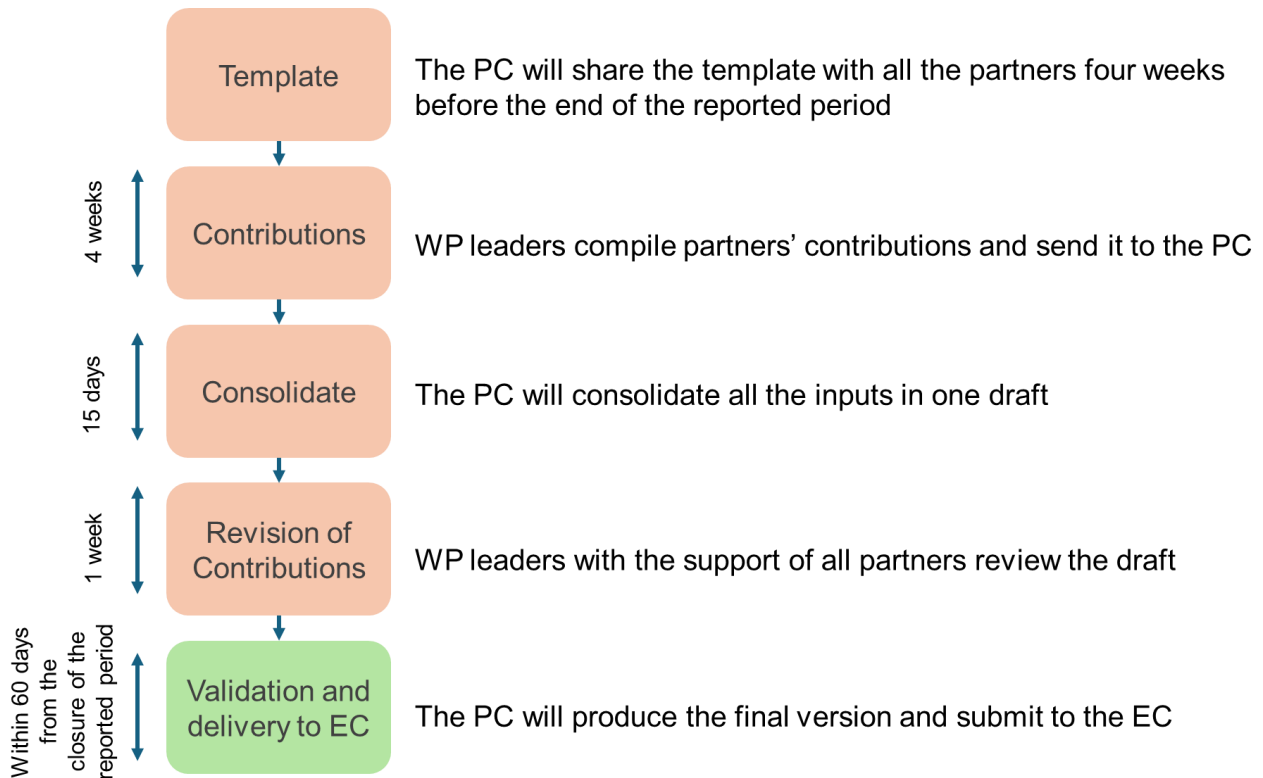 Template
The PC will share the template with all the partners four weeks
before the end of the reported period
4 weeks
Contributions
WP leaders compile partners’ contributions and send it to the PC
15 days
Consolidate
The PC will consolidate all the inputs in one draft
1 week
Revision of
Contributions
WP leaders with the support of all partners review the draft
Within 60 days
from the
closure of the
reported period
Validation and
delivery to EC
The PC will produce the final version and submit to the EC